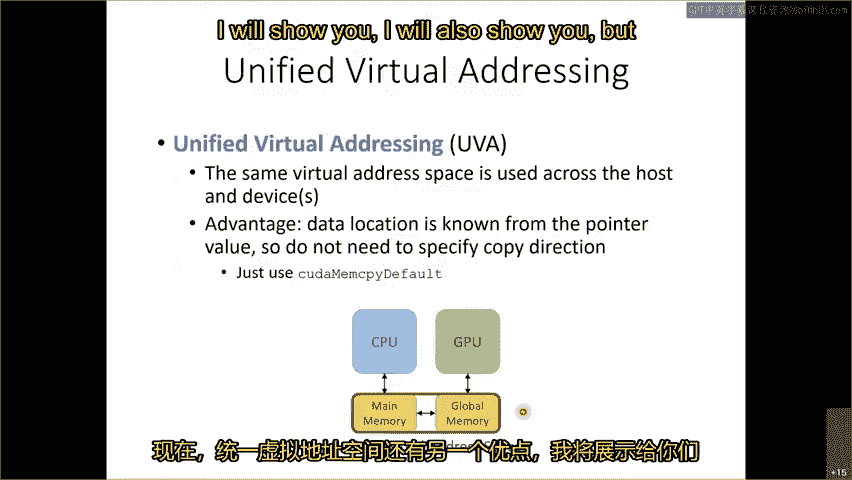 I will show you, I will also show you, but
Unified Virtual Addressing
• Unified Virtual Addressing (UVA)
• The same virtual address space is used across the host
and device(s)
• Advantage: data location is known from the pointer
value, so do not need to specify copy direction
• Just use cudaMemcpyDefault
CPU
GPU
Main
Memory
Global
Memory
现在，统一虚拟地址空间还有另一个优点，我将展示给你们
+15